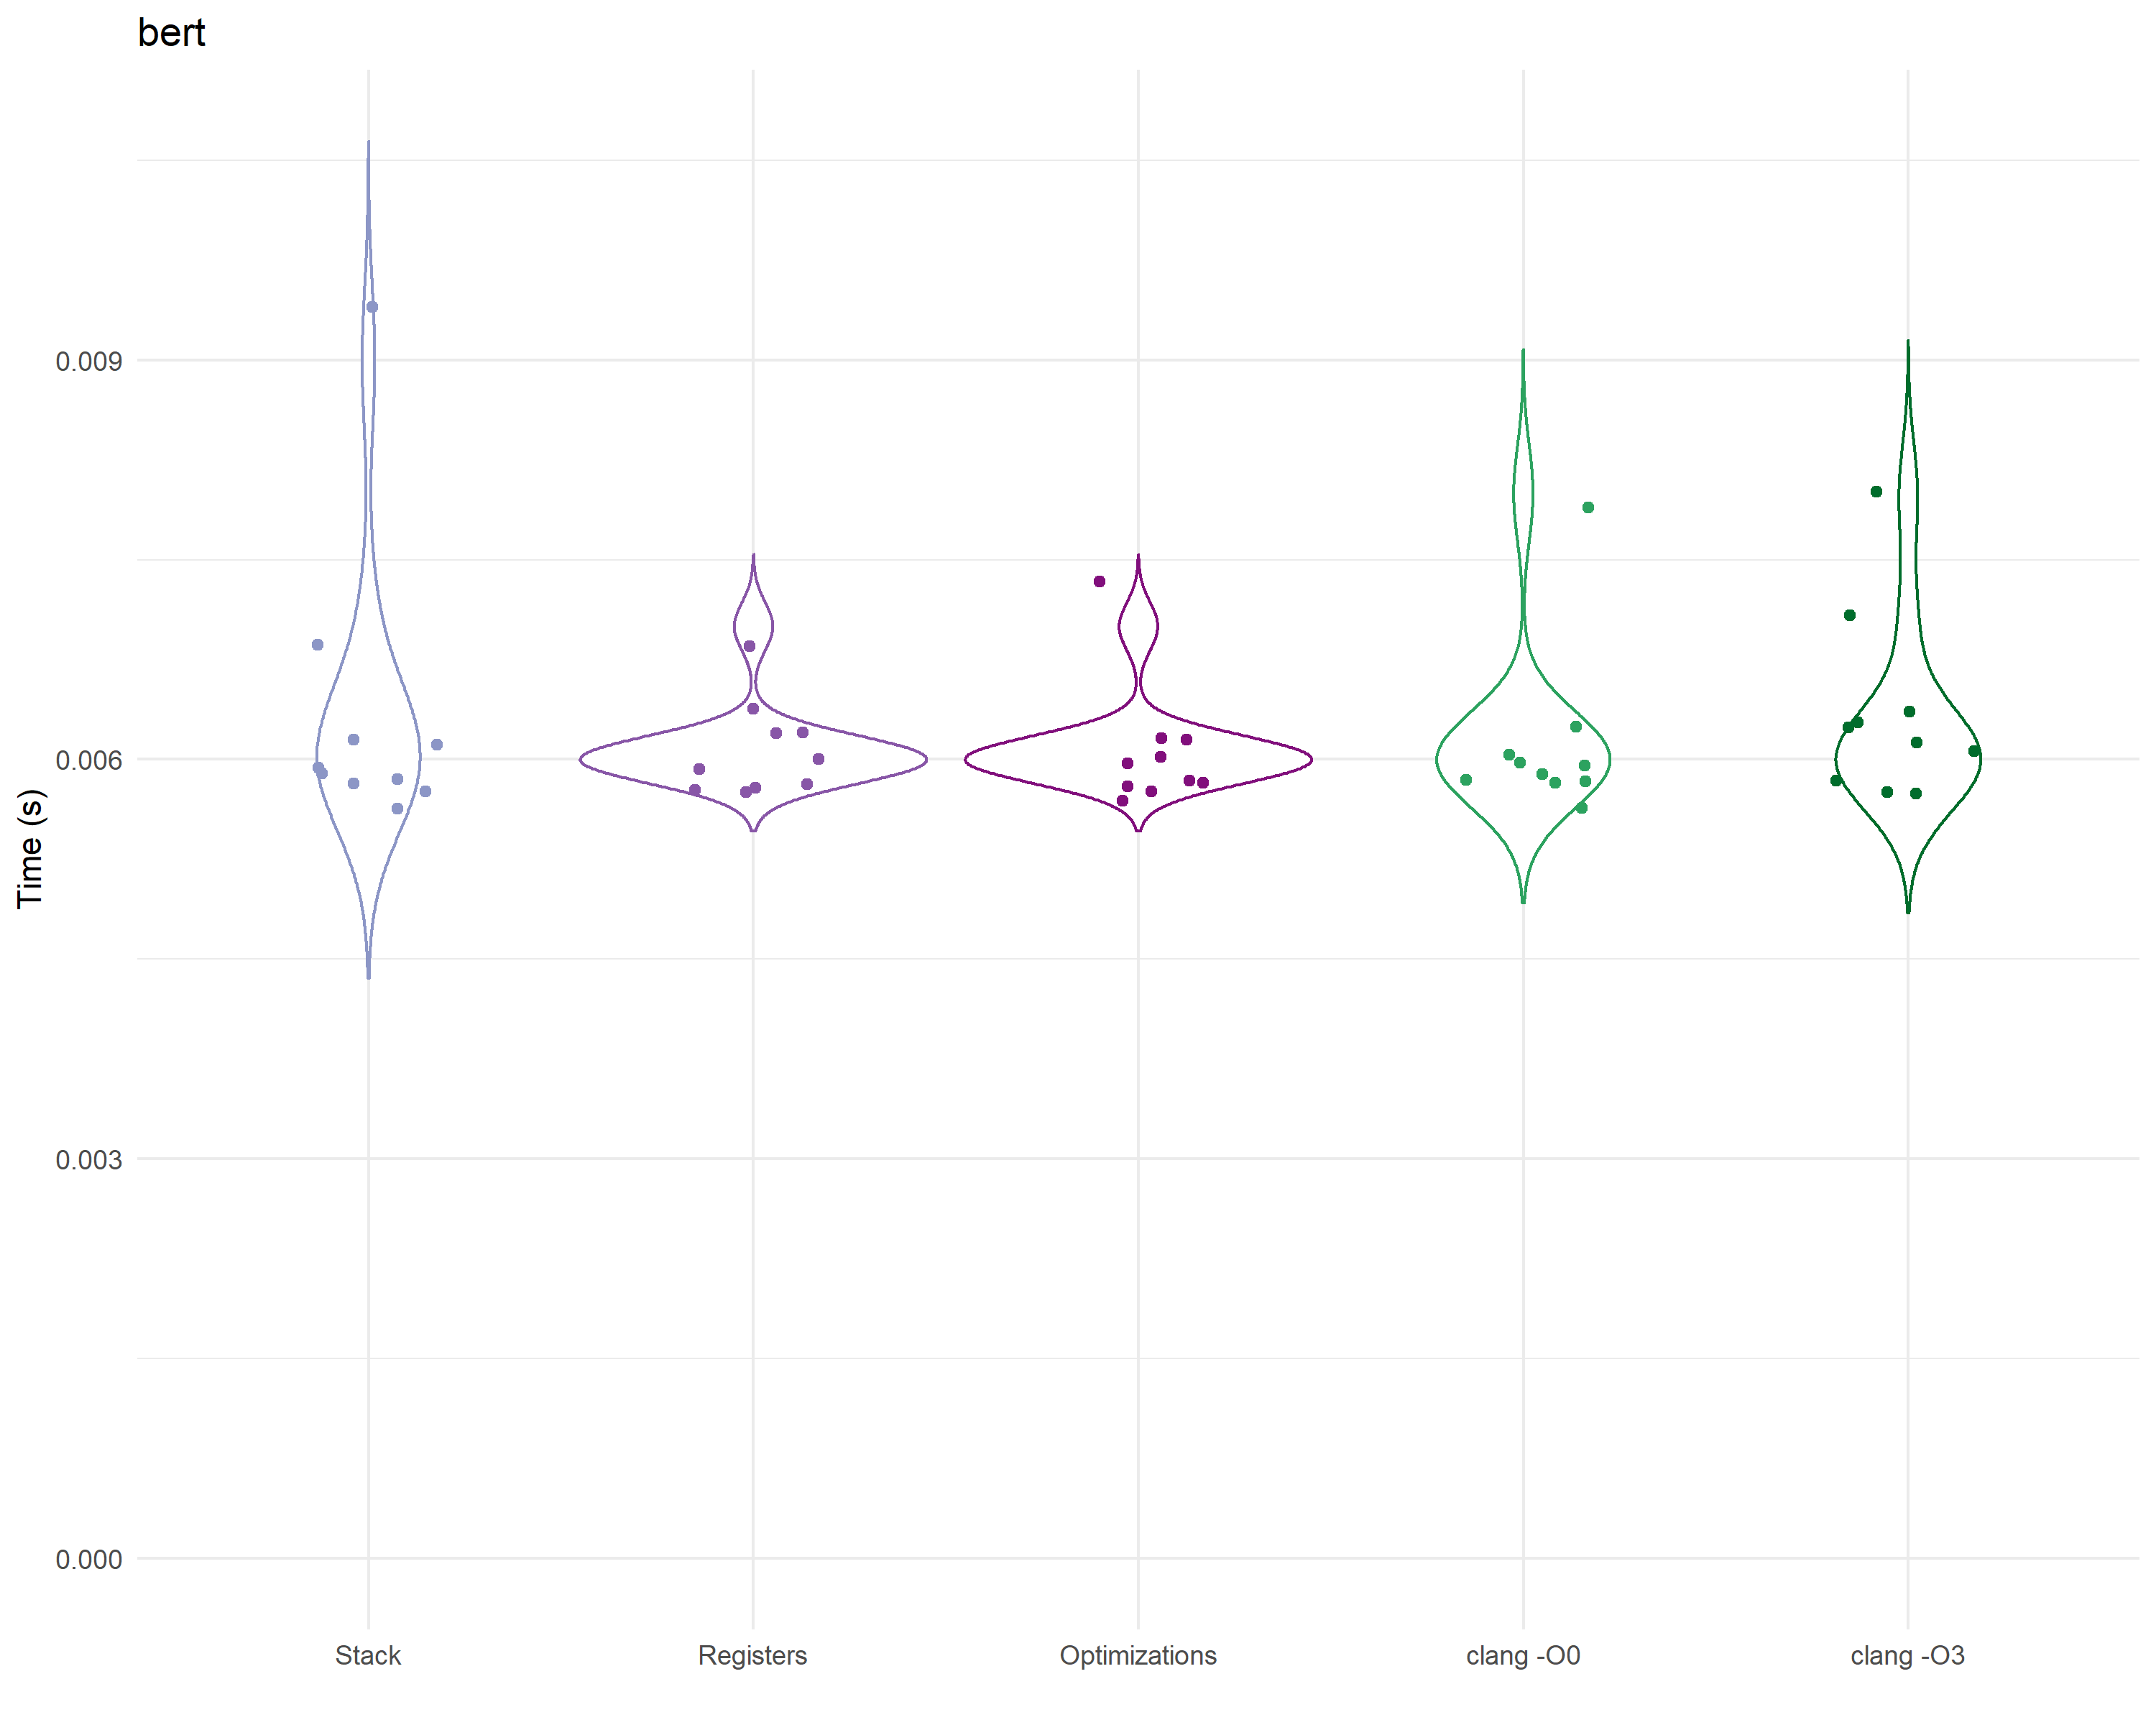 bert
Time (s)
0.009
0.006
0.003
0.000
Stack
Registers
Optimizations
clang -O0
clang -O3